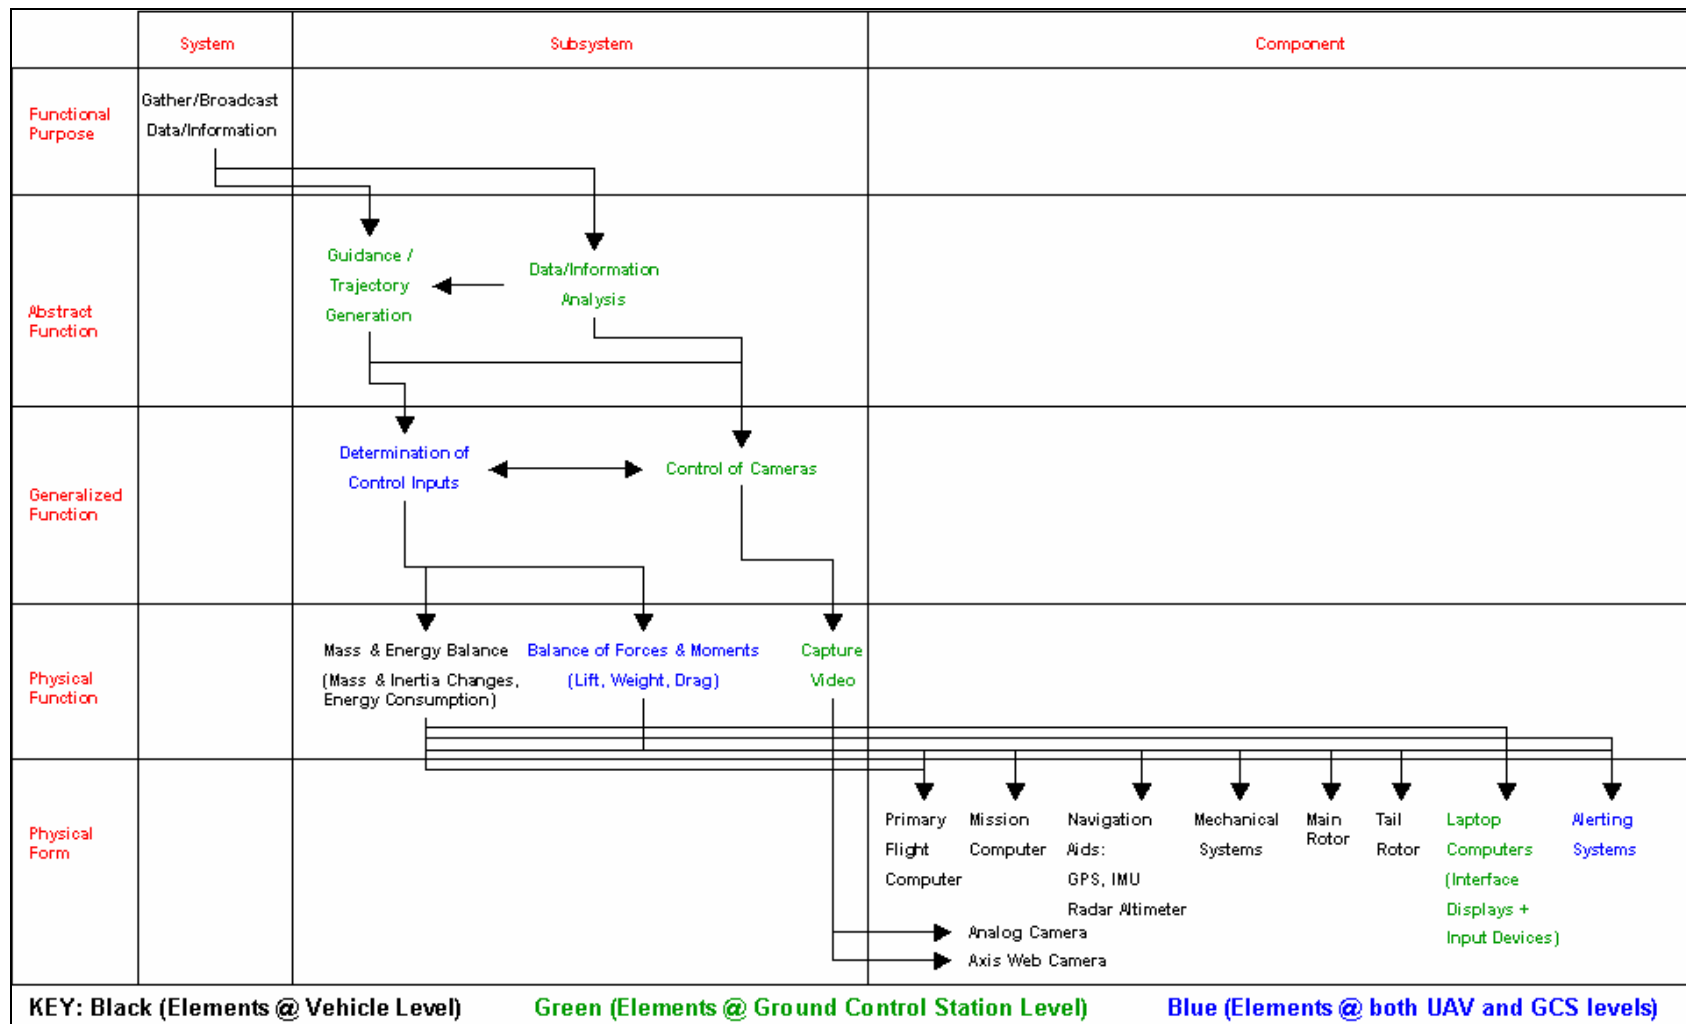 System
Subsystem
Component
Functional
Purpose
Gather/Broadcast
Data/Information
Abstract
Function
Guidance /
Trajectory
Generation
Data/Information
Analysis
Generalized
Function
Determination of
Control Inputs
Control of Cameras
Physical
Function
Mass & Energy Balance
(Mass & Inertia Changes,
Energy Consumption)
Balance of Forces & Moments
(Lift, Weight, Drag)
Capture
Video
Physical
Form
Primary
Flight
Computer
Mission
Computer
Navigation
Aids:
GPS, IMU
Radar Altimeter
Mechanical
Systems
Main
Rotor
Tail
Rotor
Laptop
Computers
(Interface
Displays +
Input Devices)
Alerting
Systems
Analog Camera
Axis Web Camera
KEY: Black (Elements @ Vehicle Level)
Green (Elements @ Ground Control Station Level)
Blue (Elements @ both UAV and GCS levels)